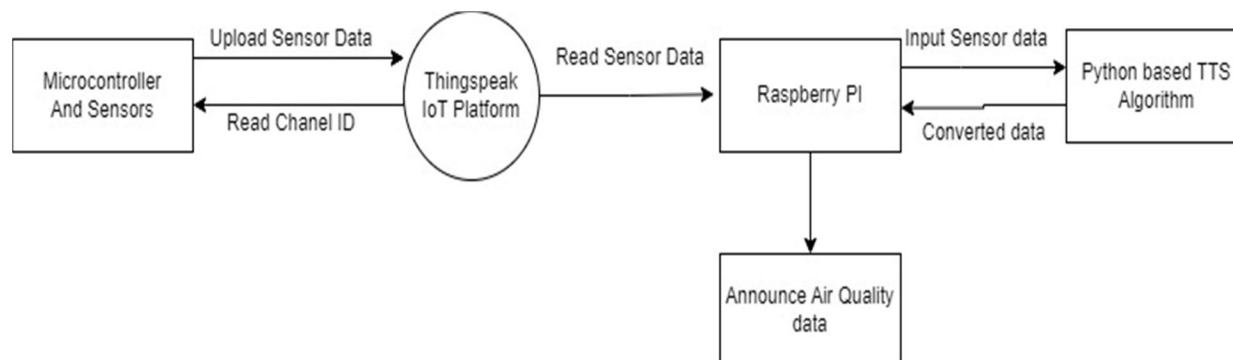 Upload Sensor Data
Microcontroller
And Sensors
Read Chanel ID
Thingspeak
IoT Platform
Read Sensor Data
Raspberry PI
Input Sensor data
Converted data
Python based TTS
Algorithm
Announce Air Quality
data